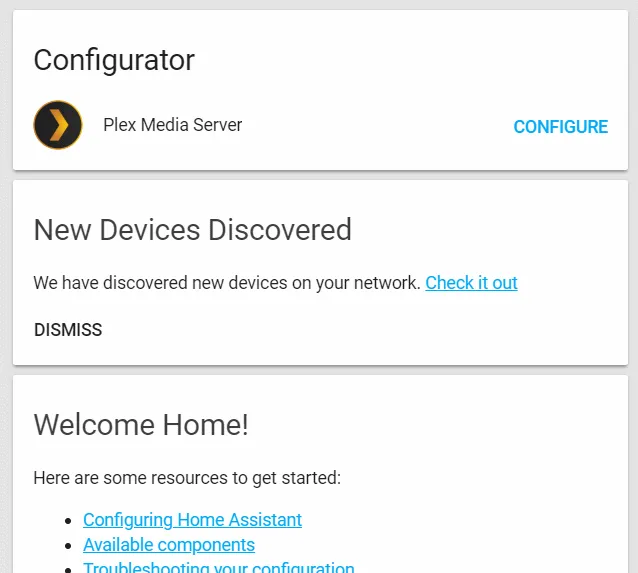 Configurator
Plex Media Server CONFIGURE
New Devices Discovered
We have discovered new devices on your network. Check it out
DISMISS
Welcome Home!
Here are some resources to get started:
Configuring Home Assistant
Available components
Troubleshooting your configuration